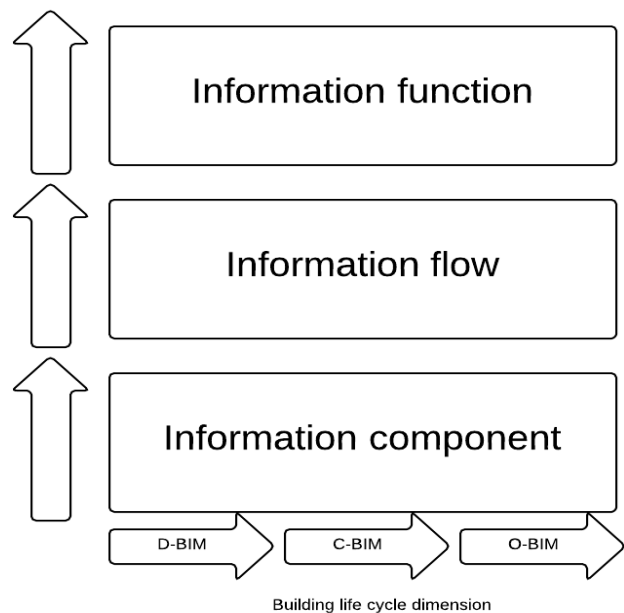 Information function
Information flow
Information component
D-BIM
C-BIM
O-BIM
Building life cycle dimension